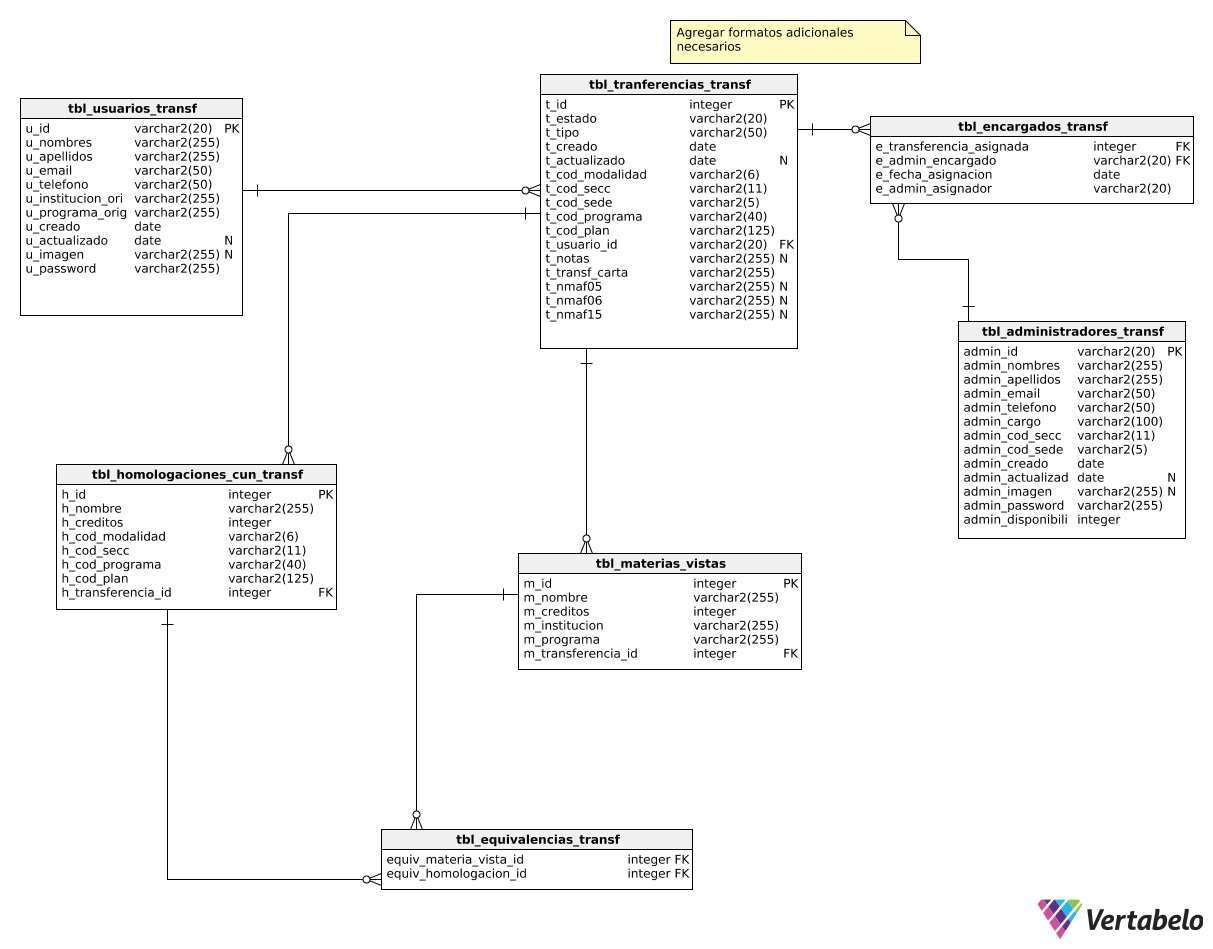 Agregar formatos adicionales
necesarios
tbl_usuarios_transf
u_id varchar2(20) PK
u_nombres varchar2(255)
u_apellidos varchar2(255)
u_email varchar2(50)
u_telefono varchar2(50)
u_institucion_ori varchar2(255)
u_programa_orig varchar2(255)
u_creado date
u_actualizado date N
u_imagen varchar2(255) N
u_password varchar2(255)
tbl_tranferencias_transf
t_id integer PK
t_estado varchar2(20)
t_tipo varchar2(50)
t_creado date
t_actualizado date N
t_cod_modalidad varchar2(6)
t_cod_secc varchar2(11)
t_cod_sede varchar2(5)
t_cod_programa varchar2(40)
t_cod_plan varchar2(125)
t_usuario_id varchar2(20) FK
t_notas varchar2(255) N
t_transf_carta varchar2(255)
t_nmaf05 varchar2(255) N
t_nmaf06 varchar2(255) N
t_nmaf15 varchar2(255) N
tbl_encargados_transf
e_transferencia_asignada integer FK
e_admin_encargado varchar2(20) FK
e_fecha_asignacion date
e_admin_asignador varchar2(20)
tbl_administradores_transf
admin_id varchar2(20) PK
admin_nombres varchar2(255)
admin_apellidos varchar2(255)
admin_email varchar2(50)
admin_telefono varchar2(50)
admin_cargo varchar2(100)
admin_cod_secc varchar2(11)
admin_cod_sede varchar2(5)
admin_creado date
admin_actualizad date N
admin_imagen varchar2(255) N
admin_password varchar2(255)
admin_disponibili integer
tbl_homologaciones_cun_transf
h_id integer PK
h_nombre varchar2(255)
h_creditos integer
h_cod_modalidad varchar2(6)
h_cod_secc varchar2(11)
h_cod_programa varchar2(40)
h_cod_plan varchar2(125)
h_transferencia_id integer FK
tbl_materias_vistas
m_id integer PK
m_nombre varchar2(255)
m_creditos integer
m_institucion varchar2(255)
m_programa varchar2(255)
m_transferencia_id integer FK
tbl_equivalencias_transf
equiv_materia_vista_id integer FK
equiv_homologacion_id integer FK
Vertabelo